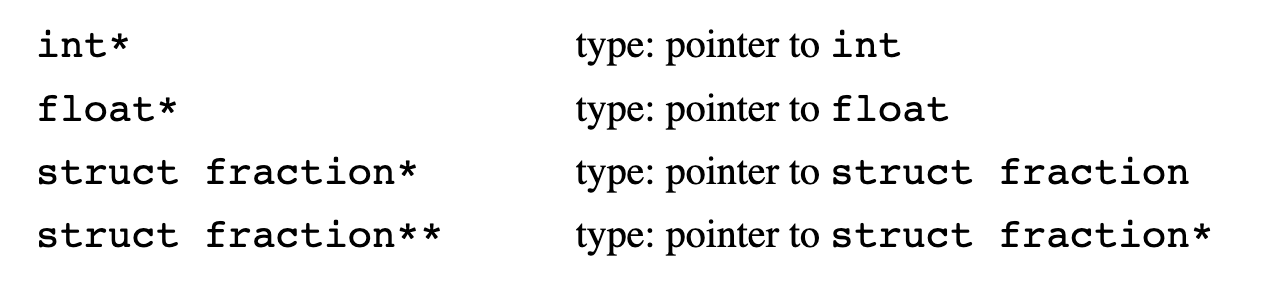 int* type: pointer to int
float* type: pointer to float
struct fraction* type: pointer to struct fraction
struct fraction** type: pointer to struct fraction*